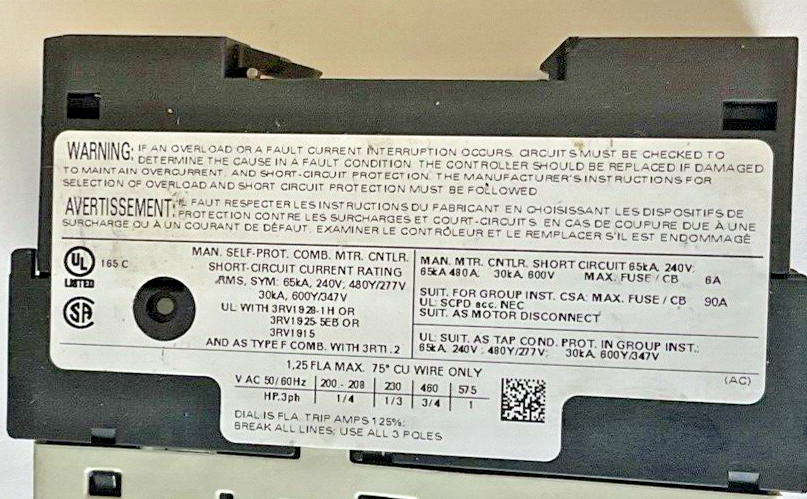 WARNING: IF AN OVERLOAD OR A FAULT CURRENT INTERRUPTION OCCURS, CIRCUITS MUST BE CHECKED TO
DETERMINE THE CAUSE IN A FAULT CONDITION THE CONTROLLER SHOULD BE REPLACED IF DAMAGED
TO MAINTAIN OVERCURRENT, AND SHORT-CIRCUIT PROTECTION, THE MANUFACTURER'S INSTRUCTIONS FOR
SELECTION OF OVERLOAD AND SHORT CIRCUIT PROTECTION MUST BE FOLLOWED
AVERTISSEMENT: IL FAUT RESPECTER LES INSTRUCTIONS DU FABRICANT EN CHOISISSANT LES DISPOSITIFS DE
PROTECTION CONTRE LES SURCHARGES ET COURT-CIRCUITS, EN CAS DE COUPURE DUE À UNE
SURCHARGE OU À UN COURANT DE DÉFAUT, EXAMINER LE CONTRÔLEUR ET LE REMPLACER S'IL EST ENDOMMAGÉ
UL 165 C
LISTED
SA
MAN. SELF-PROT. COMB. MTR. CNTLR.
SHORT-CIRCUIT CURRENT RATING
RMS, SYM: 65kA, 240V; 480Y/277V
30kA, 600Y/347V
UL: WITH 3RV1928-1H OR
3RV1925-5EB OR
3RV1915
AND AS TYPE F COMB. WITH 3RT1.2
MAN. MTR. CNTLR. SHORT CIRCUIT 65kA, 240V;
65kA 480A; 30kA, 600V MAX. FUSE / CB 6A
SUIT. FOR GROUP INST. CSA: MAX. FUSE / CB 90A
UL: SCPD acc. NEC
SUIT. AS MOTOR DISCONNECT
UL: SUIT. AS TAP COND. PROT. IN GROUP INST.:
65kA, 240V; 480Y/277V; 30kA, 600Y/347V
1,25 FLA MAX. 75° CU WIRE ONLY
(AC)
V AC 50/60Hz 200 - 208 230 460 575
HP, 3ph 1/4 1/3 3/4 1
DIAL IS FLA. TRIP AMPS 125%;
BREAK ALL LINES; USE ALL 3 POLES